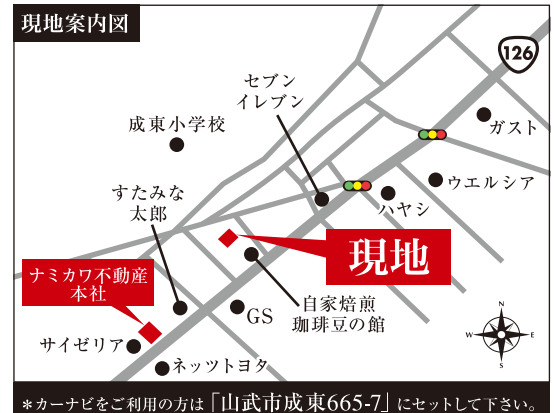 現地案内図
126
セブン
イレブン
ガスト
成東小学校
ウエルシア
すたみな
太郎
ハヤシ
現地
ナミカワ不動産
本社
自家焙煎
珈琲豆の館
GS
サイゼリア
ネッツトヨタ
N
W
E
S
*カーナビをご利用の方は「山武市成東665-7」にセットして下さい。